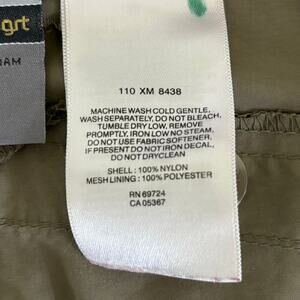 grt
110 XM 8438
MACHINE WASH COLD GENTLE,
WASH SEPARATELY, DO NOT BLEACH,
TUMBLE DRY LOW, REMOVE
PROMPTLY, IRON LOW NO STEAM,
DO NOT USE FABRIC SOFTENER,
IF PRESENT DO NOT IRON DECAL,
DO NOT DRYCLEAN
SHELL : 100% NYLON
MESH LINING : 100% POLYESTER
RN 69724
CA 05367